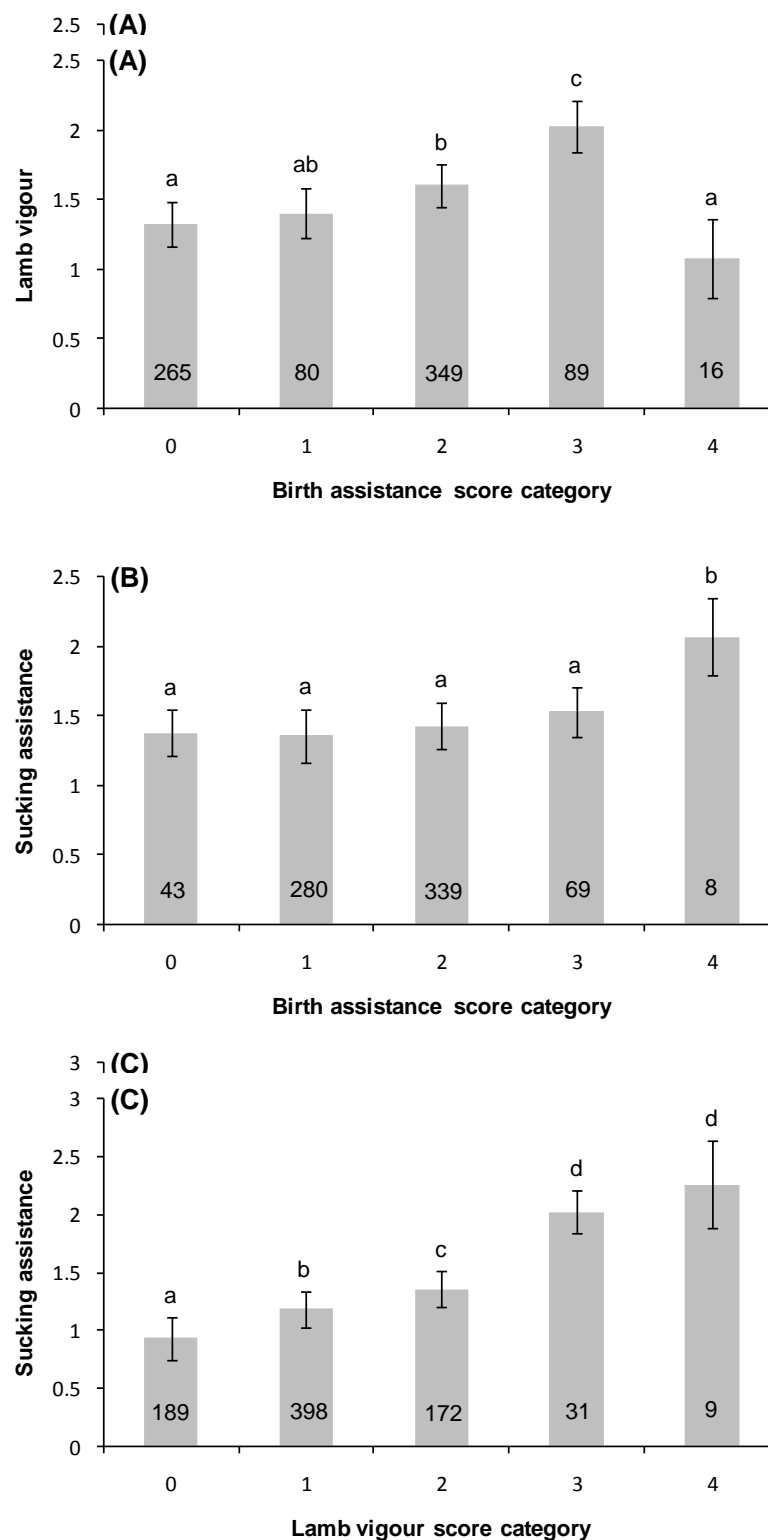 2.5 (A)
2.5 (A)
c
2
b
ab
a
1.5
a
Lamb vigour
1
0.5
265 80 349 89 16
0
0 1 2 3 4
Birth assistance score category
2.5 (B)
b
2
a a a a
1.5
Sucking assistance
1
0.5
43 280 339 69 8
0
0 1 2 3 4
Birth assistance score category
3 (C)
3 (C)
2.5
d d
2
Sucking assistance
1.5
c
b
a
1
0.5
189 398 172 31 9
0
0 1 2 3 4
Lamb vigour score category